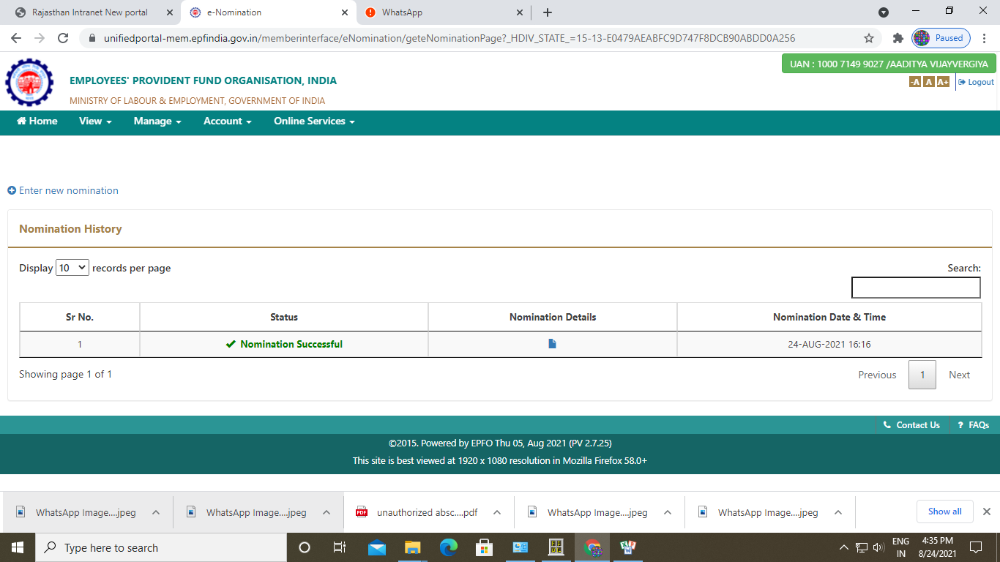 Rajasthan Intranet New portal
e-Nomination
WhatsApp
unifiedportal-mem.epfindia.gov.in/memberinterface/eNomination/geteNominationPage?_HDIV_STATE_=15-13-E0479AEABFC9D747F8DCB90ABDD0A256
Paused
UAN : 1000 7149 9027 /AADITYA VIJAYVERGIYA
EMPLOYEES' PROVIDENT FUND ORGANISATION, INDIA
-A A A+ Logout
MINISTRY OF LABOUR & EMPLOYMENT, GOVERNMENT OF INDIA
Home View Manage Account Online Services
Enter new nomination
Nomination History
Display 10 records per page
Search:
Sr No. Status Nomination Details Nomination Date & Time
1 Nomination Successful 24-AUG-2021 16:16
Showing page 1 of 1
Previous 1 Next
Contact Us ? FAQs
©2015. Powered by EPFO Thu 05, Aug 2021 (PV 2.7.25)
This site is best viewed at 1920 x 1080 resolution in Mozilla Firefox 58.0+
WhatsApp Image....jpeg
WhatsApp Image....jpeg
PDF unauthorized absc....pdf
WhatsApp Image....jpeg
WhatsApp Image....jpeg
Show all
Type here to search
ENG
IN
4:35 PM
8/24/2021